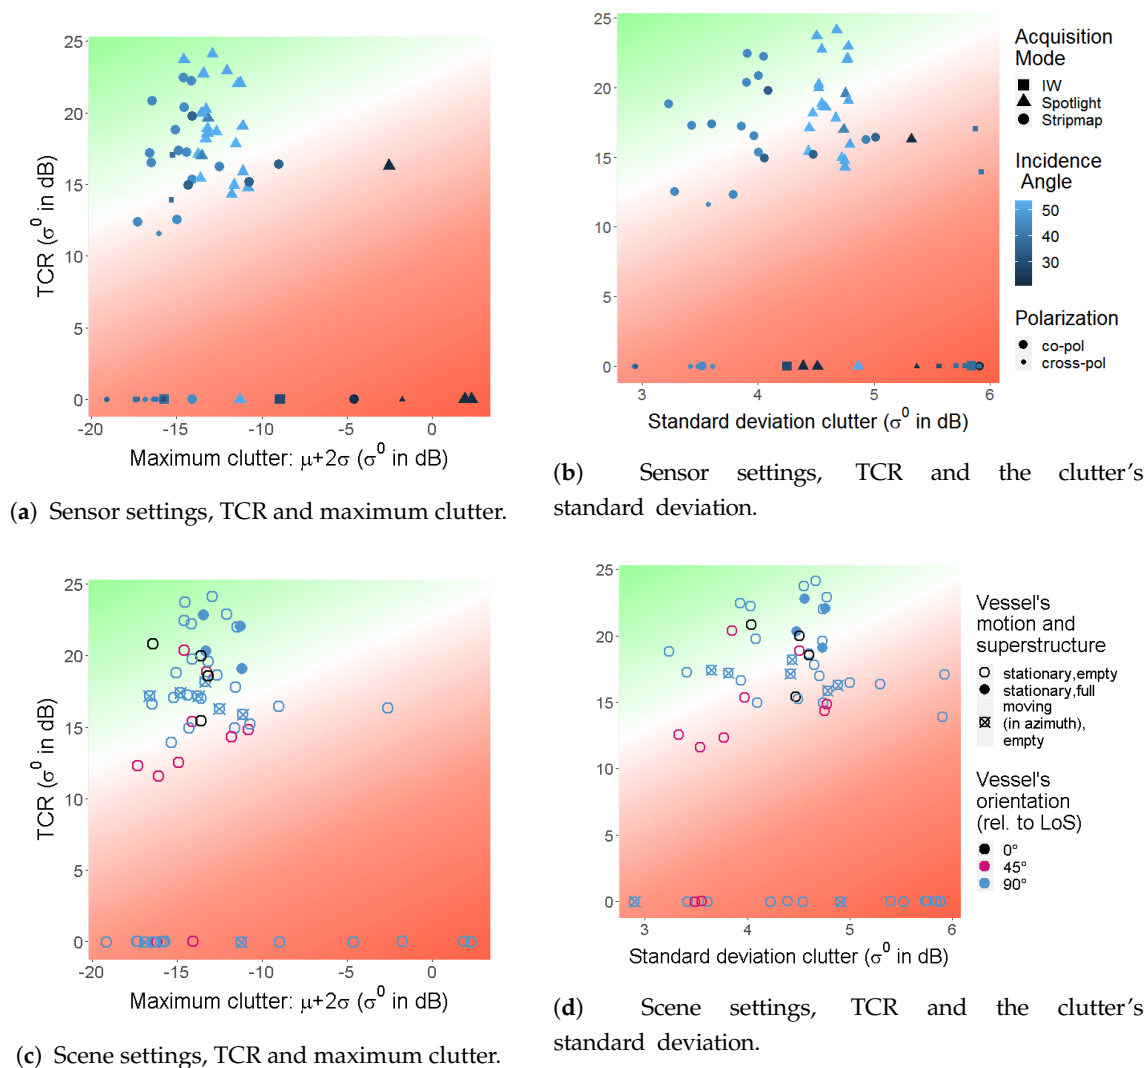 25
20
15
10
5
0
TCR (σ⁰ in dB)
-20 -15 -10 -5 0
Maximum clutter: μ+2σ (σ⁰ in dB)
(a) Sensor settings, TCR and maximum clutter.
25
20
15
10
5
0
3 4 5 6
Standard deviation clutter (σ⁰ in dB)
(b) Sensor settings, TCR and the clutter's
standard deviation.
Acquisition
Mode
IW
Spotlight
Stripmap
Incidence
Angle
50
40
30
Polarization
co-pol
cross-pol
25
20
15
10
5
0
TCR (σ⁰ in dB)
-20 -15 -10 -5 0
Maximum clutter: μ+2σ (σ⁰ in dB)
(c) Scene settings, TCR and maximum clutter.
25
20
15
10
5
0
3 4 5 6
Standard deviation clutter (σ⁰ in dB)
(d) Scene settings, TCR and the clutter's
standard deviation.
Vessel's
motion and
superstructure
stationary,empty
stationary,full
moving
(in azimuth),
empty
Vessel's
orientation
(rel. to LoS)
0°
45°
90°